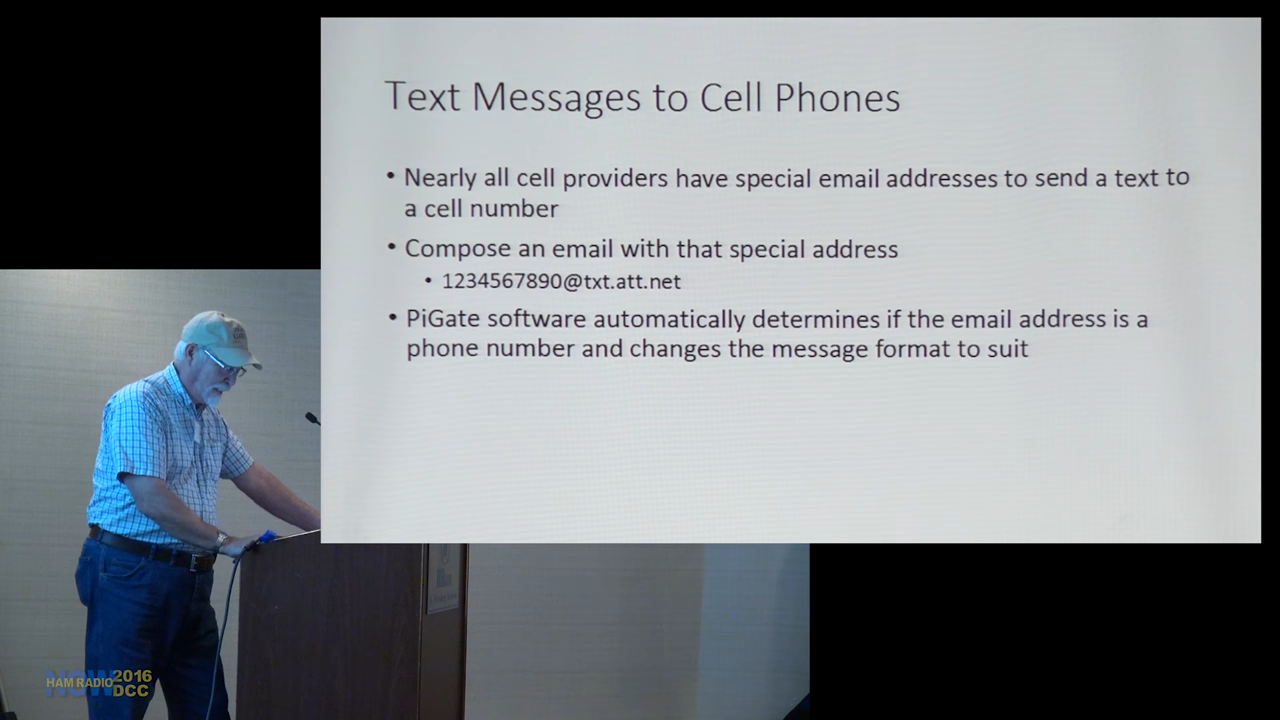 Text Messages to Cell Phones
• Nearly all cell providers have special email addresses to send a text to
a cell number
• Compose an email with that special address
• 1234567890@txt.att.net
• PiGate software automatically determines if the email address is a
phone number and changes the message format to suit
HAM RADIO NOW 2016
DCC